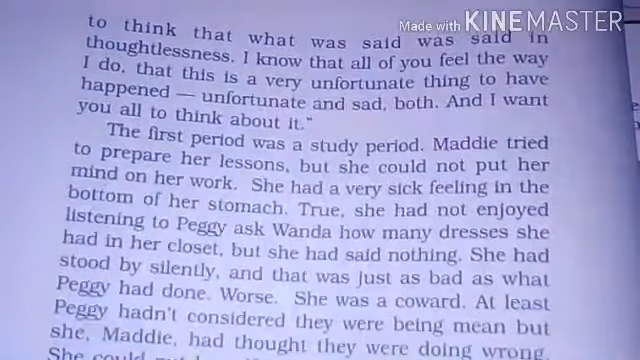 Made with KINEMASTER
to think that what was said was said in
thoughtlessness. I know that all of you feel the way
I do, that this is a very unfortunate thing to have
happened — unfortunate and sad, both. And I want
you all to think about it."
The first period was a study period. Maddie tried
to prepare her lessons, but she could not put her
mind on her work. She had a very sick feeling in the
bottom of her stomach. True, she had not enjoyed
listening to Peggy ask Wanda how many dresses she
had in her closet, but she had said nothing. She had
stood by silently, and that was just as bad as what
Peggy had done. Worse. She was a coward. At least
Peggy hadn't considered they were being mean but
she, Maddie, had thought they were doing wrong.
She could